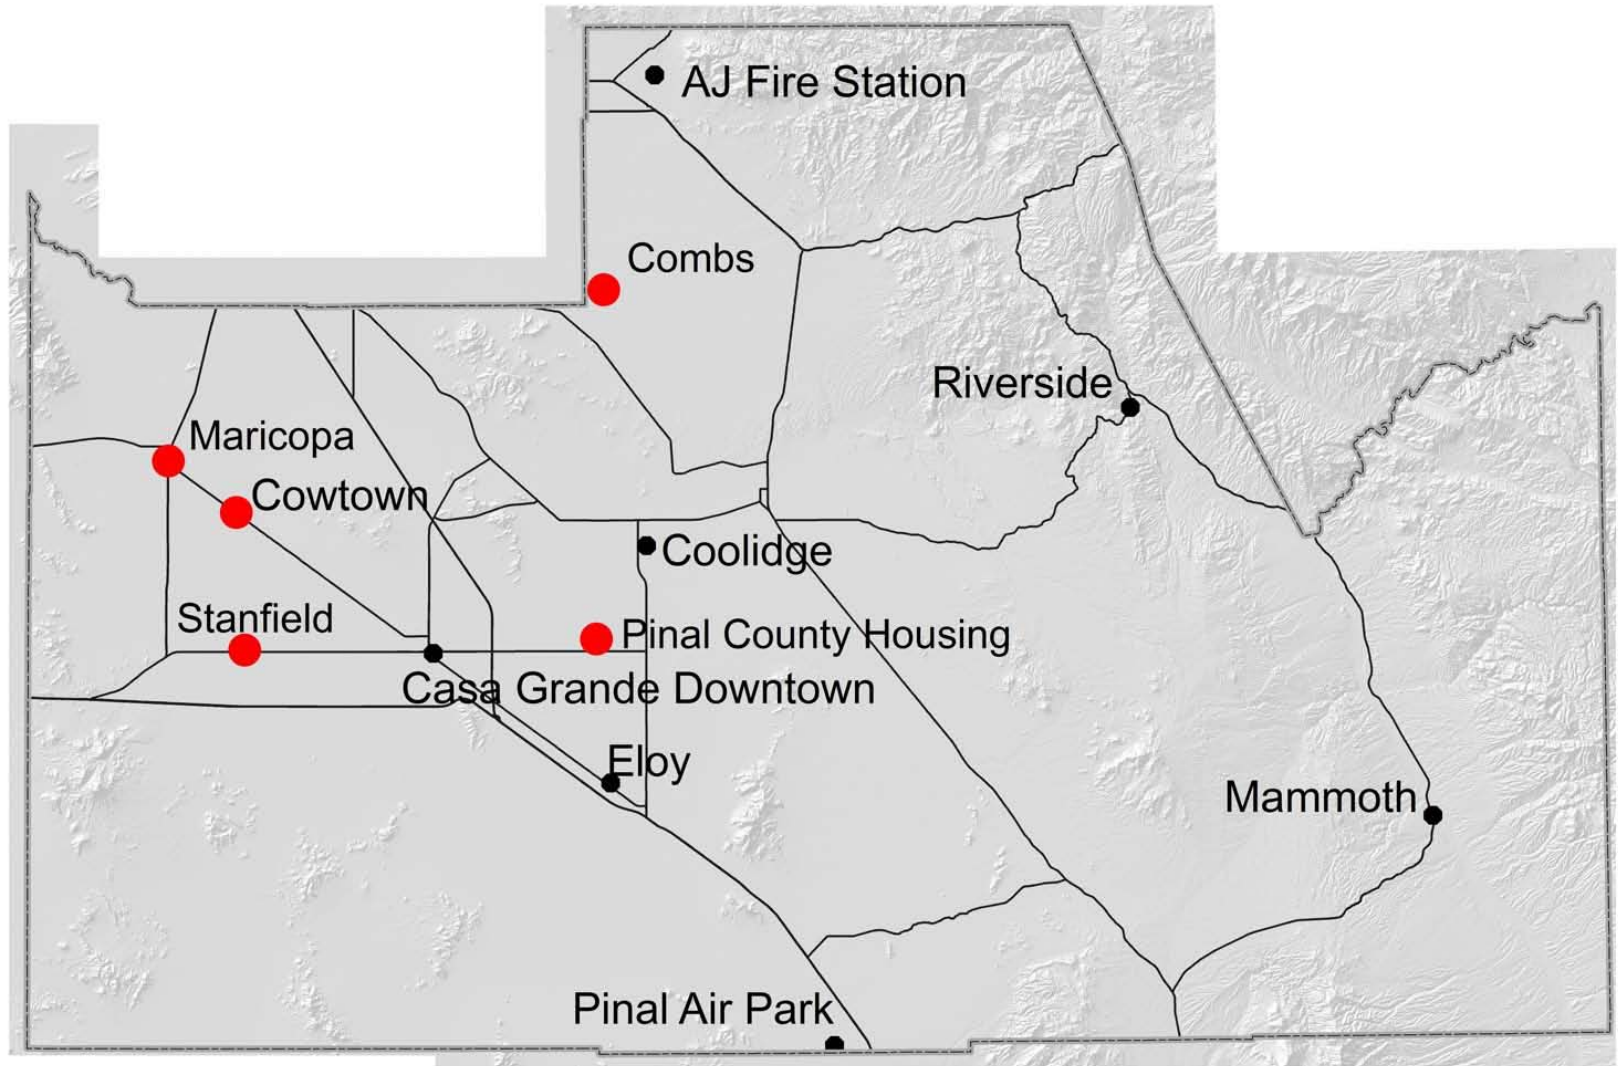 AJ Fire Station
Combs
Riverside
Maricopa
Cowtown
Coolidge
Stanfield
Pinal County Housing
Casa Grande Downtown
Eloy
Mammoth
Pinal Air Park